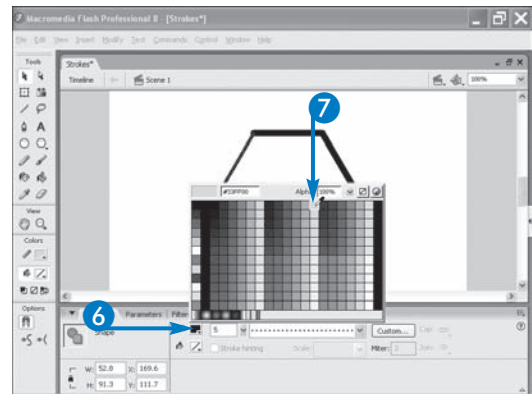 Macromedia Flash Professional 8 - [Strokes*]
File Edit View Insert Modify Text Commands Control Window Help
Tools
Strokes*
Timeline Scene 1 100%
7
#33FF00 Alpha: 100%
View
Colors
Options
6
Parameters Filter
Shape
5 Custom... Cap:
Stroke hinting Scale: Miter: 3 Join:
W: 52.8 X: 169.6
H: 91.3 Y: 111.7